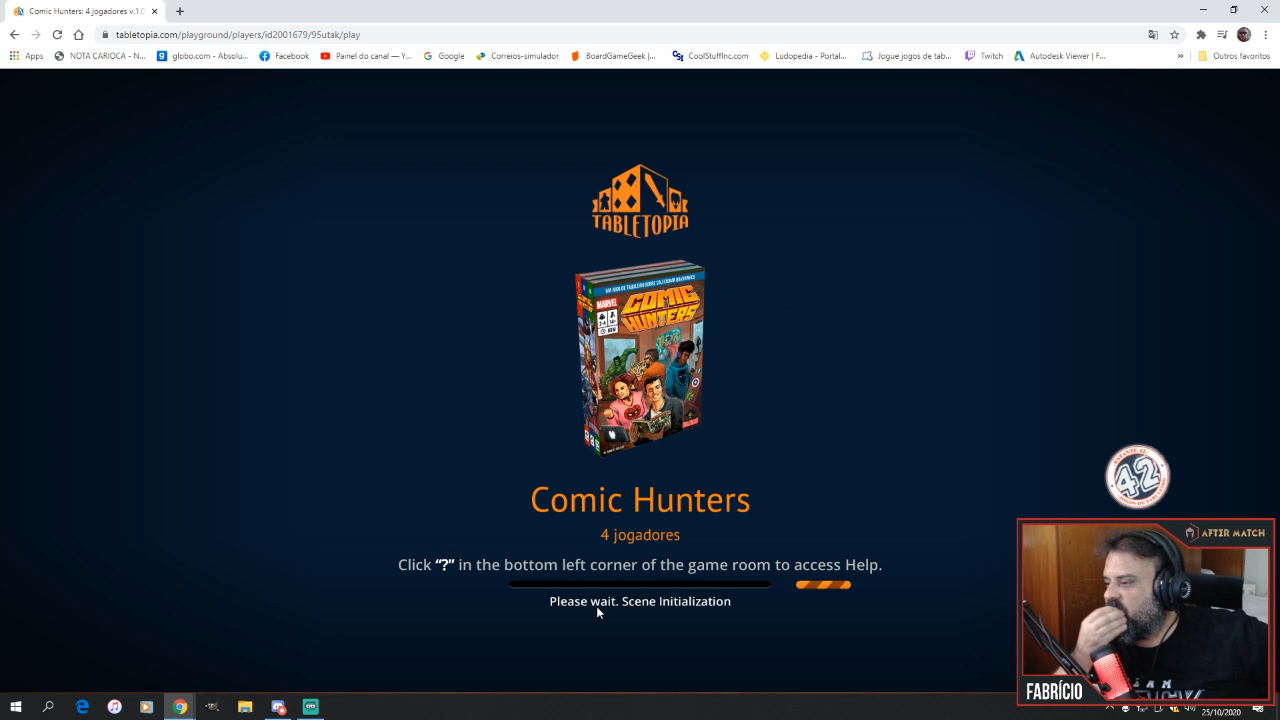 Comic Hunters: 4 jogadores v.1.0
tabletopia.com/playground/players/id2001679/95utak/play
Apps
NOTA CARIOCA - N...
globo.com - Absolu...
Facebook
Painel do canal — Y...
Google
Correios-simulador
BoardGameGeek |...
CoolStuffInc.com
Ludopedia - Portal...
Jogue jogos de tab...
Twitch
Autodesk Viewer | F...
»
Outros favoritos
TABLETOPIA
MARVEL
COMIC
HUNTERS
Comic Hunters
4 jogadores
Click “?” in the bottom left corner of the game room to access Help.
Please wait. Scene Initialization
42
AFTER MATCH
FABRÍCIO
25/10/2020